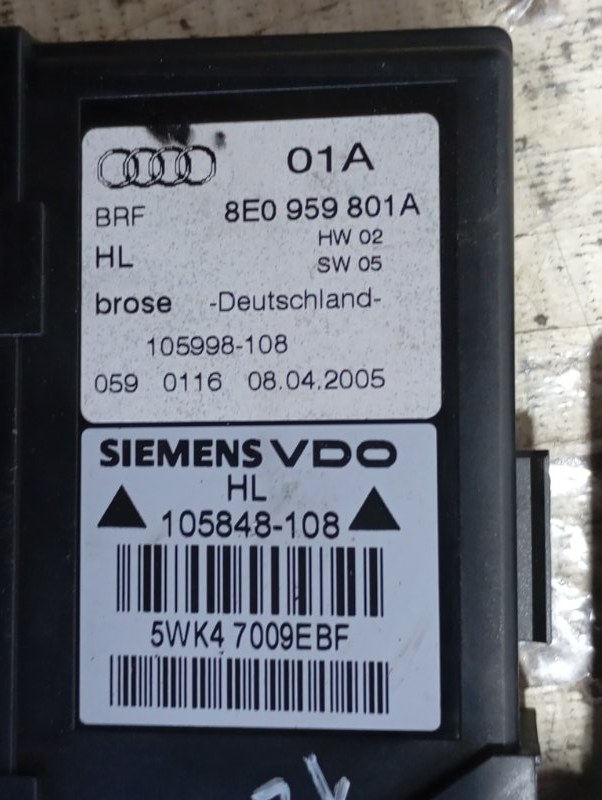 01A
BRF 8E0 959 801A
HW 02
HL
SW 05
brose -Deutschland-
105998-108
059 0116 08.04.2005
SIEMENS VDO
HL
105848-108
5WK4 7009EBF